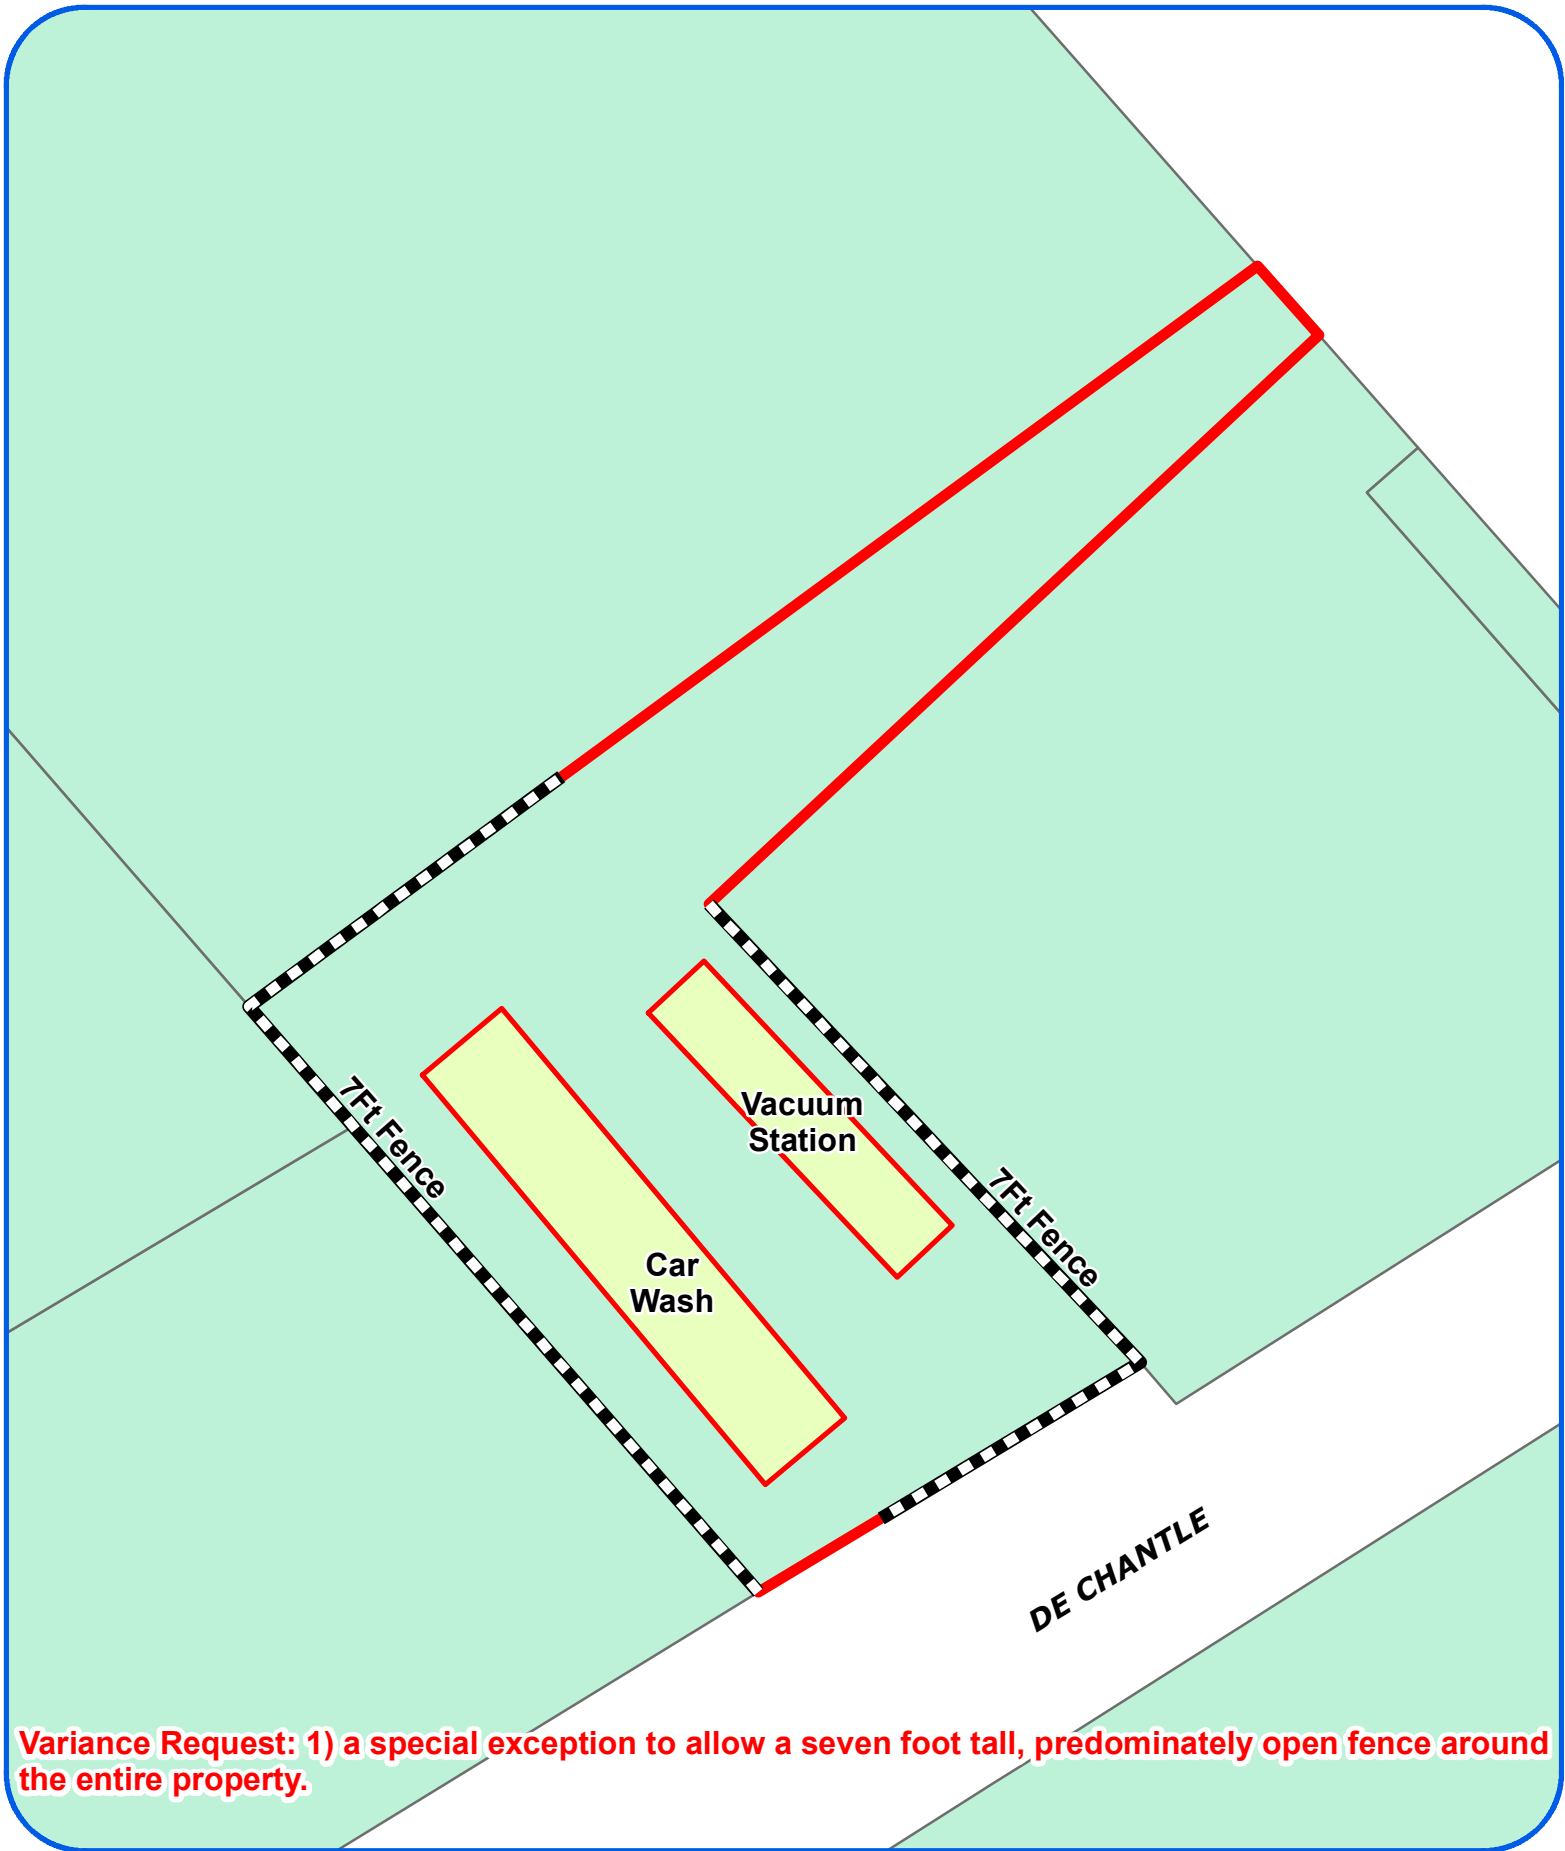 7Ft Fence
Vacuum
Station
7Ft Fence
Car
Wash
DE CHANTLE
Variance Request: 1) a special exception to allow a seven foot tall, predominately open fence around
the entire property.